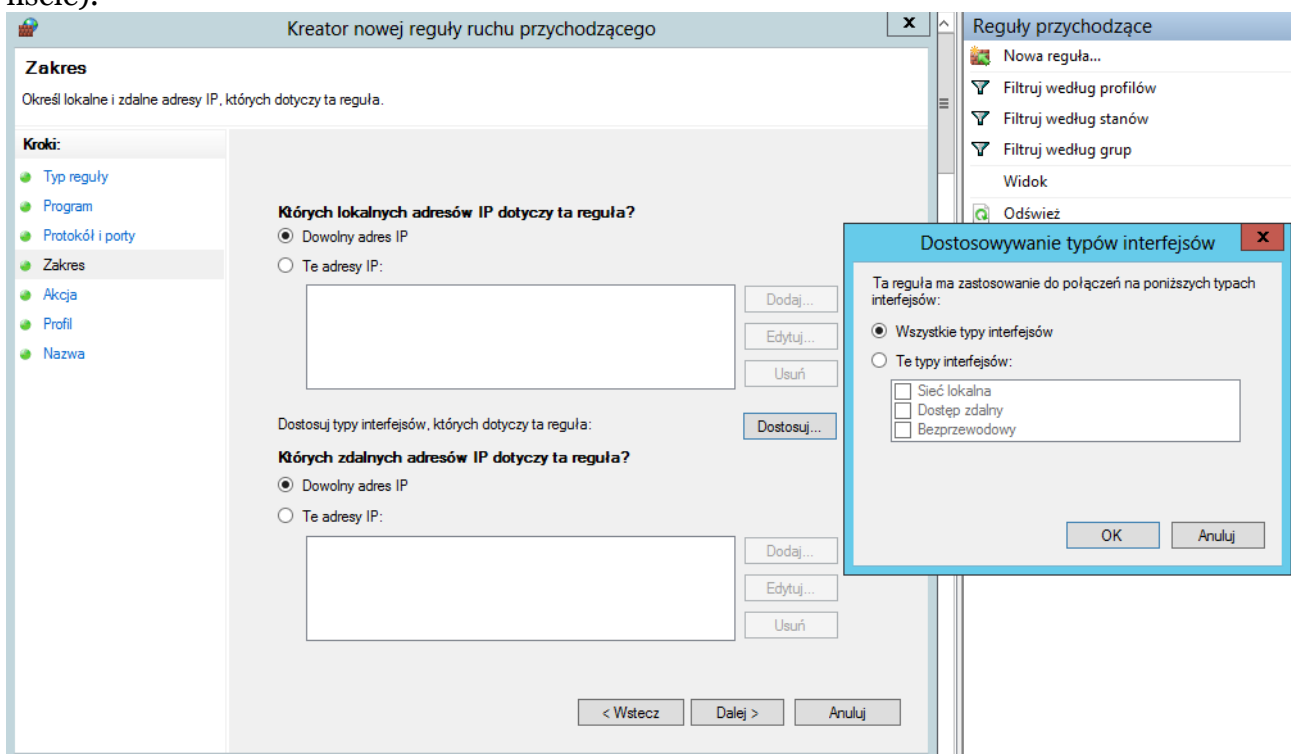 liście).
Kreator nowej reguły ruchu przychodzącego
x
Zakres
Określ lokalne i zdalne adresy IP, których dotyczy ta reguła.
Kroki:
Typ reguły
Program
Protokół i porty
Zakres
Akcja
Profil
Nazwa
Których lokalnych adresów IP dotyczy ta reguła?
Dowolny adres IP
Te adresy IP:
Dodaj...
Edytuj...
Usuń
Dostosuj typy interfejsów, których dotyczy ta reguła:
Dostosuj...
Których zdalnych adresów IP dotyczy ta reguła?
Dowolny adres IP
Te adresy IP:
Dodaj...
Edytuj...
Usuń
< Wstecz
Dalej >
Anuluj
Reguły przychodzące
Nowa reguła...
Filtruj według profilów
Filtruj według stanów
Filtruj według grup
Widok
Odśwież
Dostosowywanie typów interfejsów
x
Ta reguła ma zastosowanie do połączeń na poniższych typach
interfejsów:
Wszystkie typy interfejsów
Te typy interfejsów:
Sieć lokalna
Dostęp zdalny
Bezprzewodowy
OK
Anuluj